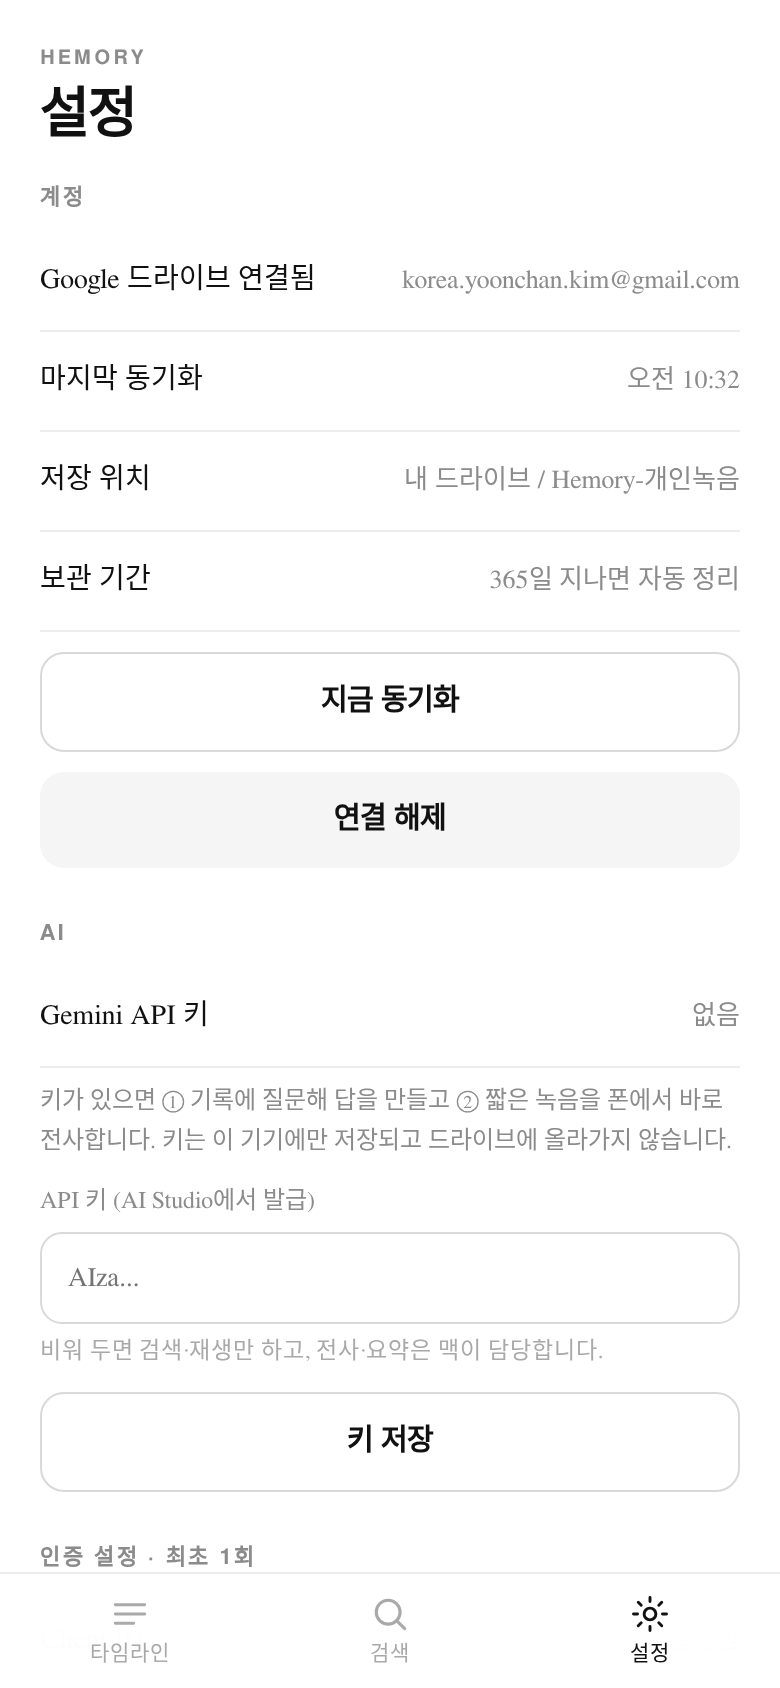 HEMORY
설정
계정
Google 드라이브 연결됨 korea.yoonchan.kim@gmail.com
마지막 동기화 오전 10:32
저장 위치 내 드라이브 / Hemory-개인녹음
보관 기간 365일 지나면 자동 정리
지금 동기화
연결 해제
AI
Gemini API 키 없음
키가 있으면 ① 기록에 질문해 답을 만들고 ② 짧은 녹음을 폰에서 바로
전사합니다. 키는 이 기기에만 저장되고 드라이브에 올라가지 않습니다.
API 키 (AI Studio에서 발급)
AIza...
비워 두면 검색·재생만 하고, 전사·요약은 맥이 담당합니다.
키 저장
인증 설정 · 최초 1회
타임라인 검색 설정